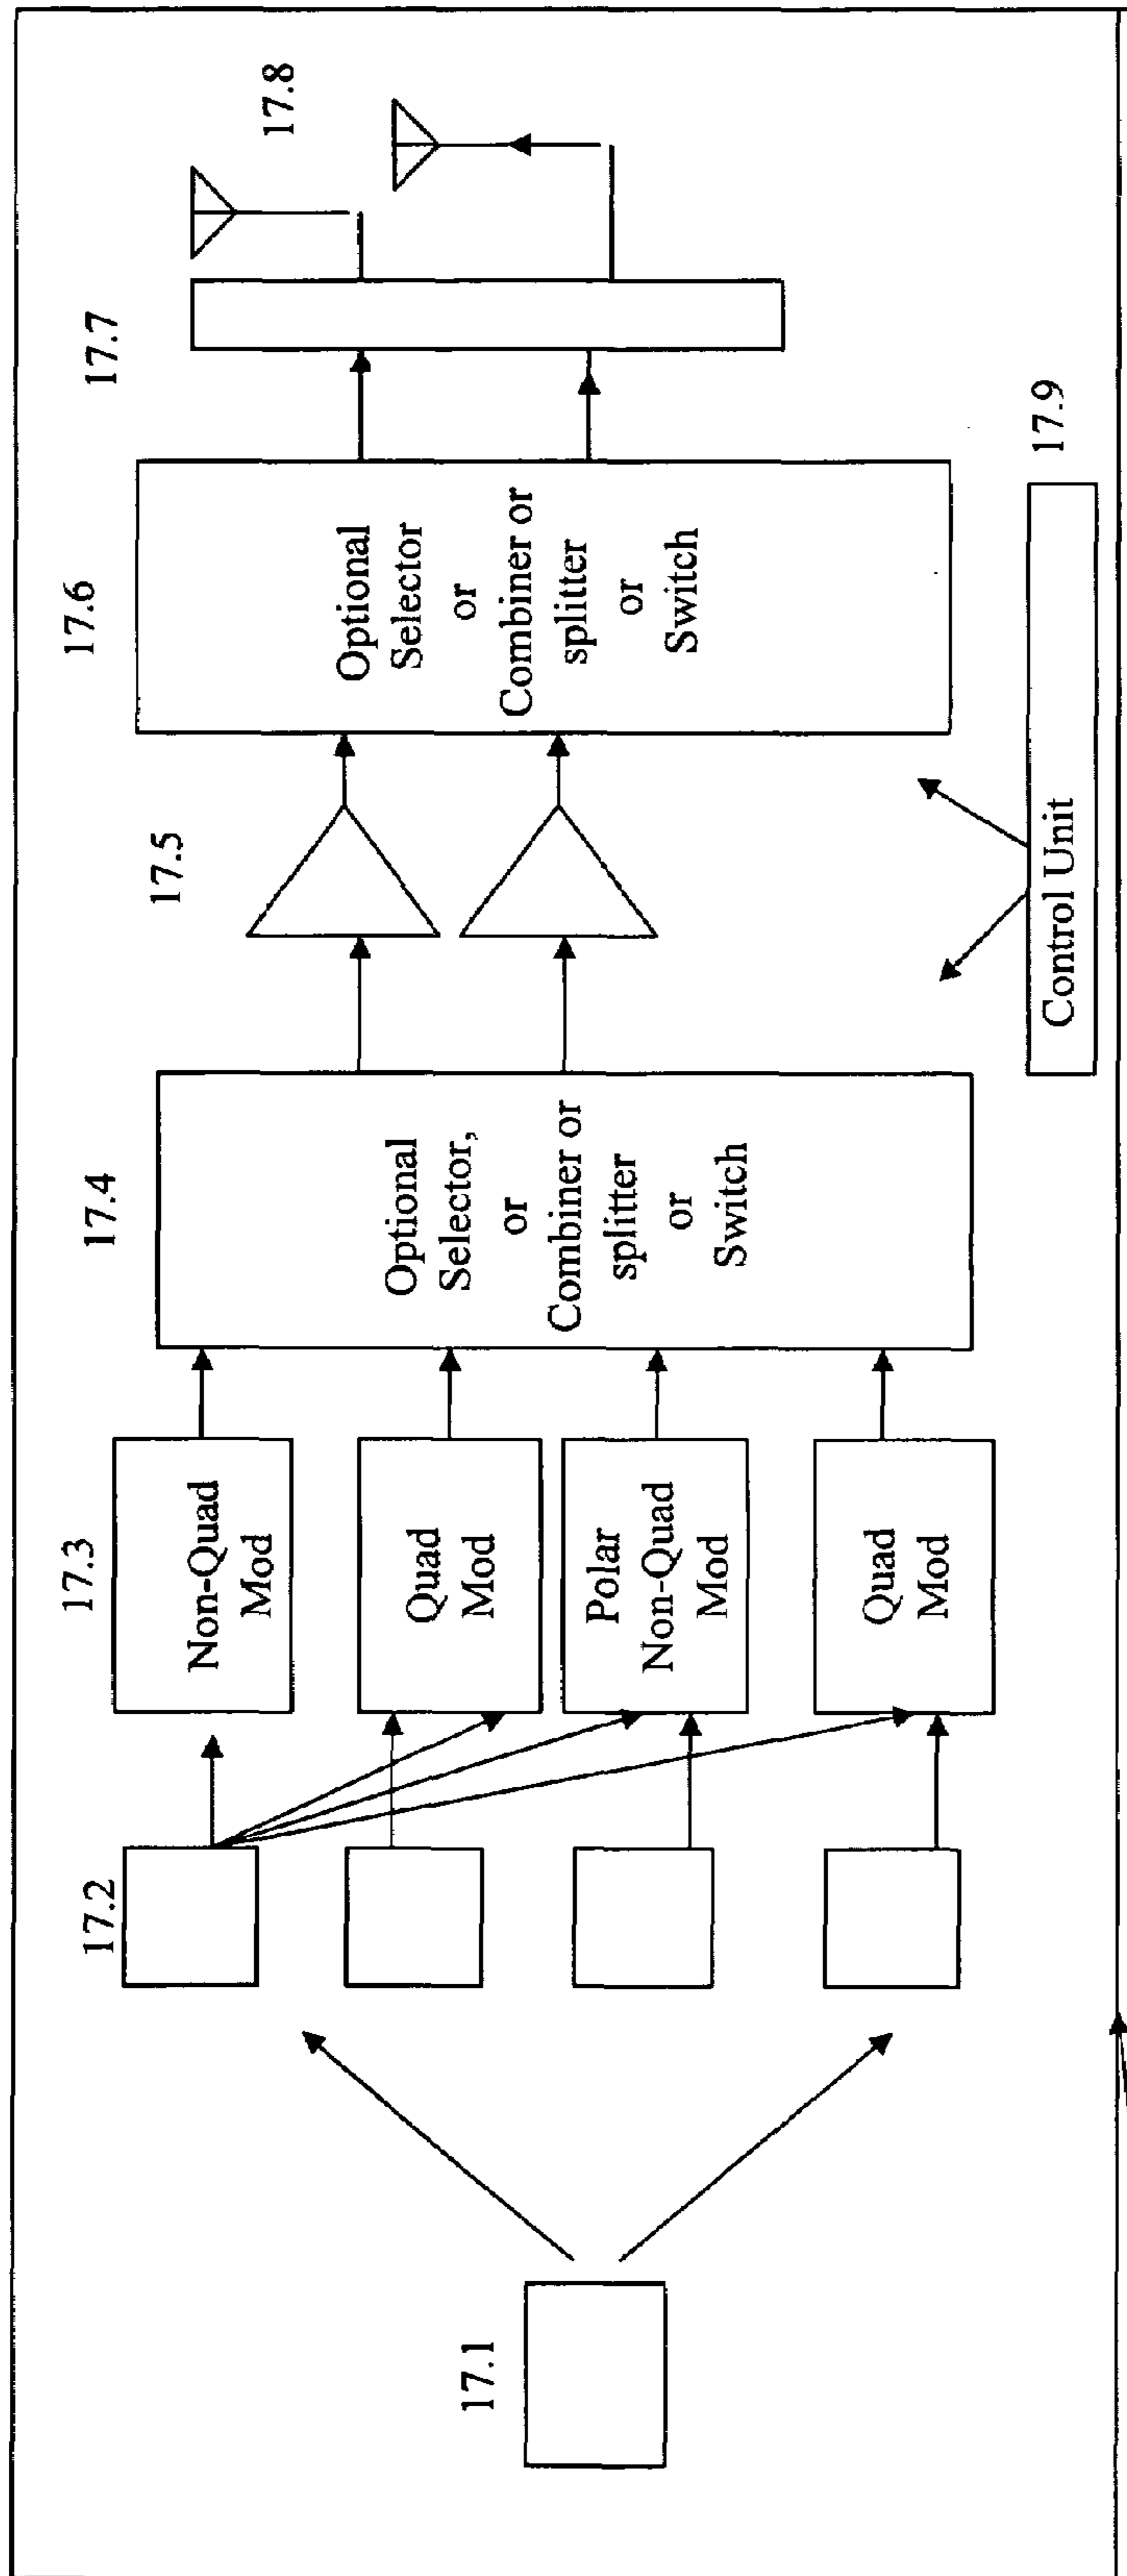 17.1
17.2
17.3
Non-Quad
Mod
Quad
Mod
Polar
Non-Quad
Mod
Quad
Mod
17.4
Optional
Selector,
or
Combiner or
splitter
or
Switch
17.5
17.6
Optional
Selector
or
Combiner or
splitter
or
Switch
17.7
17.8
Control Unit
17.9